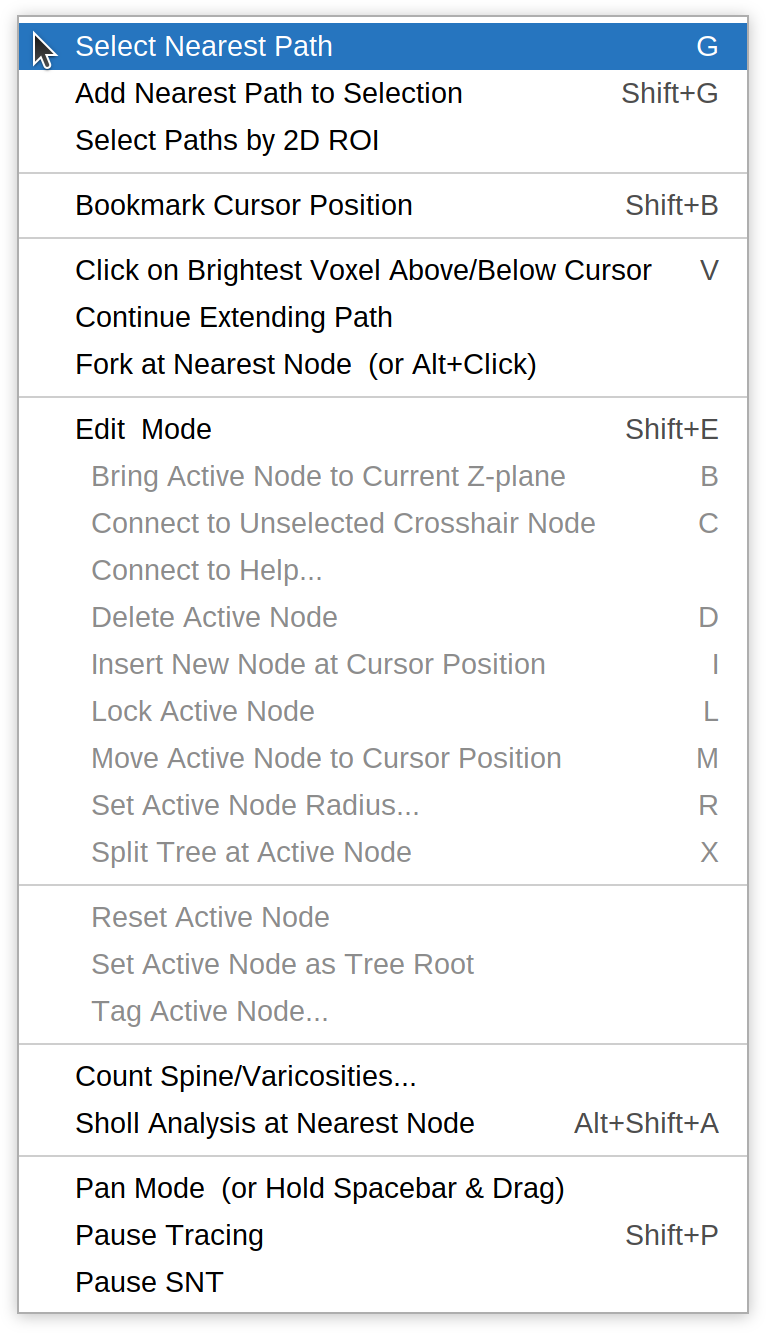 Select Nearest Path G
Add Nearest Path to Selection Shift+G
Select Paths by 2D ROI
Bookmark Cursor Position Shift+B
Click on Brightest Voxel Above/Below Cursor V
Continue Extending Path
Fork at Nearest Node  (or Alt+Click)
Edit  Mode Shift+E
Bring Active Node to Current Z-plane B
Connect to Unselected Crosshair Node C
Connect to Help...
Delete Active Node D
Insert New Node at Cursor Position I
Lock Active Node L
Move Active Node to Cursor Position M
Set Active Node Radius... R
Split Tree at Active Node X
Reset Active Node
Set Active Node as Tree Root
Tag Active Node...
Count Spine/Varicosities...
Sholl Analysis at Nearest Node Alt+Shift+A
Pan Mode  (or Hold Spacebar & Drag)
Pause Tracing Shift+P
Pause SNT